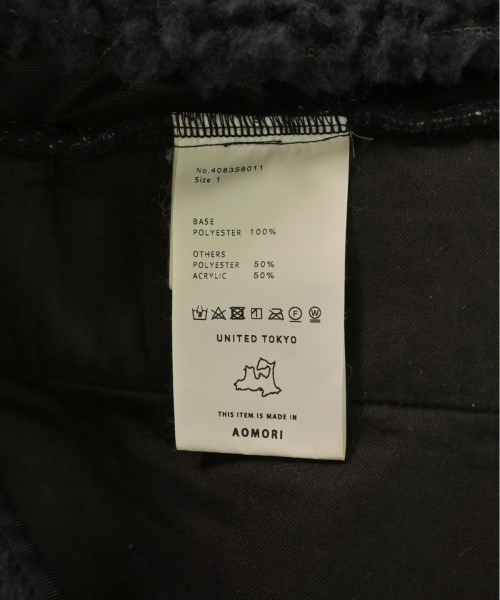 No.408358011
Size 1
BASE
POLYESTER 100%
OTHERS
POLYESTER 50%
ACRYLIC 50%
F W
UNITED TOKYO
THIS ITEM IS MADE IN
AOMORI